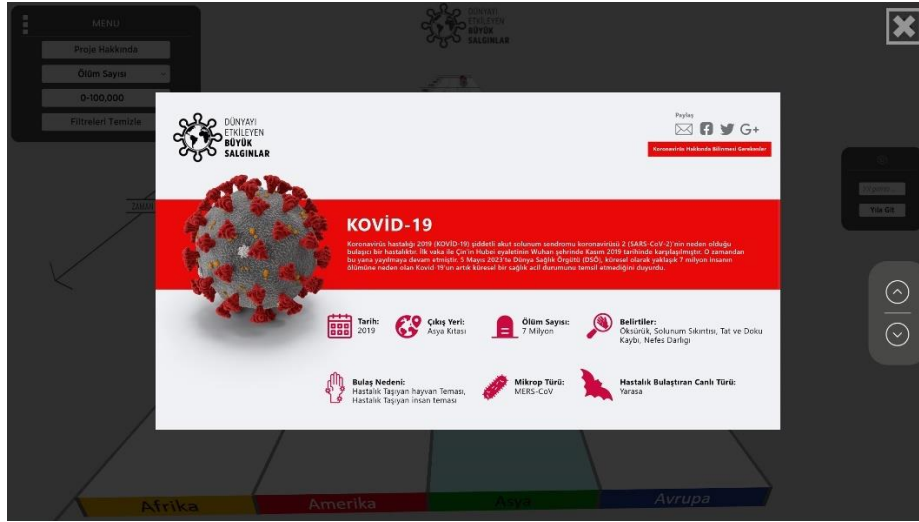 MENU
Proje Hakkında
Ölüm Sayısı
0-100,000
Filtreleri Temizle
DÜNYAYI
ETKİLEYEN
BÜYÜK
SALGINLAR
ZAMAN
Yıla Git
DÜNYAYI
ETKİLEYEN
BÜYÜK
SALGINLAR
Paylaş
G+
Koronavirüs Hakkında Bilinmesi Gerekenler
KOVİD-19
Koronavirüs hastalığı 2019 (KOVİD-19) şiddetli akut solunum sendromu koronavirüsü 2 (SARS-CoV-2)'nin neden olduğu
bulaşıcı bir hastalıktır. İlk vaka ile Çin'in Hubei eyaletinin Wuhan şehrinde Kasım 2019 tarihinde karşılaşılmıştır. O zamandan
bu yana yayılmaya devam etmiştir. 5 Mayıs 2023'te Dünya Sağlık Örgütü (DSÖ), küresel olarak yaklaşık 7 milyon insanın
ölümüne neden olan Kovid-19'un artık küresel bir sağlık acil durumunu temsil etmediğini duyurdu.
Tarih:
2019
Çıkış Yeri:
Asya Kıtası
Ölüm Sayısı:
7 Milyon
Belirtiler:
Öksürük, Solunum Sıkıntısı, Tat ve Doku
Kaybı, Nefes Darlıgı
Bulaş Nedeni:
Hastalık Taşıyan hayvan Teması,
Hastalık Taşıyan insan teması
Mikrop Türü:
MERS-CoV
Hastalık Bulaştıran Canlı Türü:
Yarasa
Afrika
Amerika
Asya
Avrupa